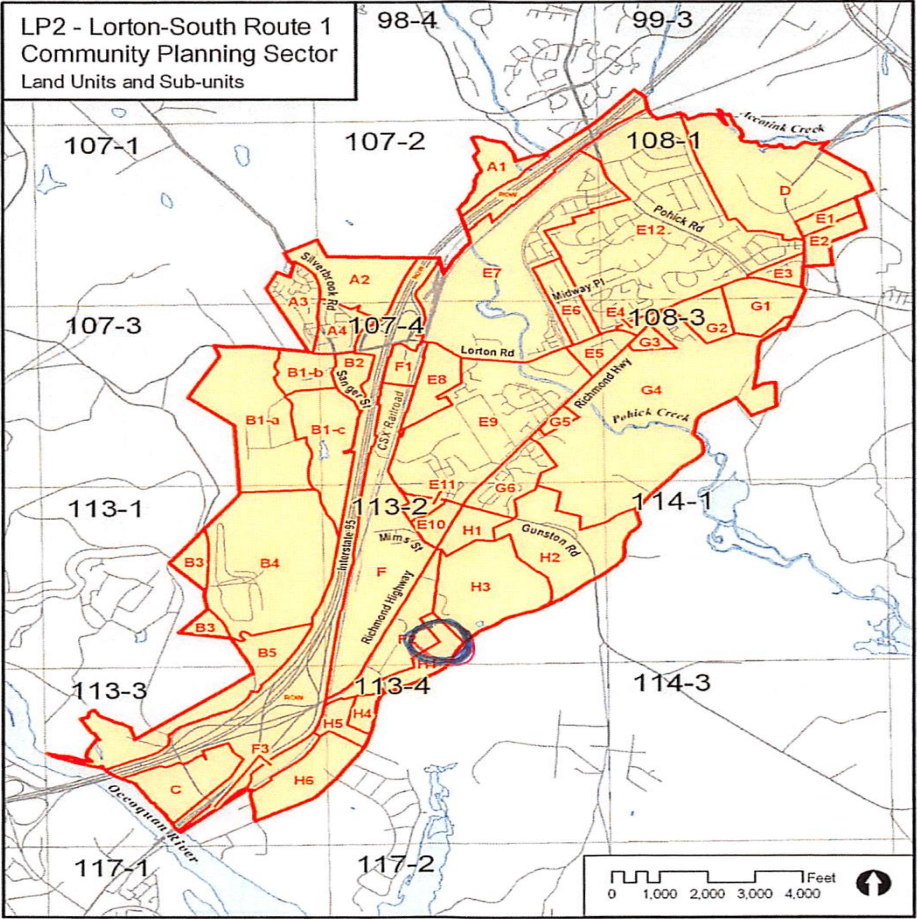 LP2 - Lorton-South Route 1
Community Planning Sector
Land Units and Sub-units
98-4
99-3
Accotink Creek
107-1
107-2
108-1
A1
ROW
D
Pohick Rd
E1
E12
E2
Silverbrook Rd
A2
ROW
E7
E3
A3
Midway Pl
E6
E4
G1
107-3
A4
107-4
108-3
G2
G3
Lorton Rd
B2
F1
E5
B1-b
Sanger St
E8
Richmond Hwy
G4
CSX Railroad
B1-a
B1-c
E9
G5
Pohick Creek
E11
G6
113-1
113-2
114-1
E10
H1
Gunston Rd
Mims St
Interstate 95
H2
B3
B4
F
H3
Richmond Highway
B3
B5
113-3
113-4
114-3
ROW
H4
H5
F3
H6
C
Occoquan River
117-1
117-2
Feet
0 1,000 2,000 3,000 4,000